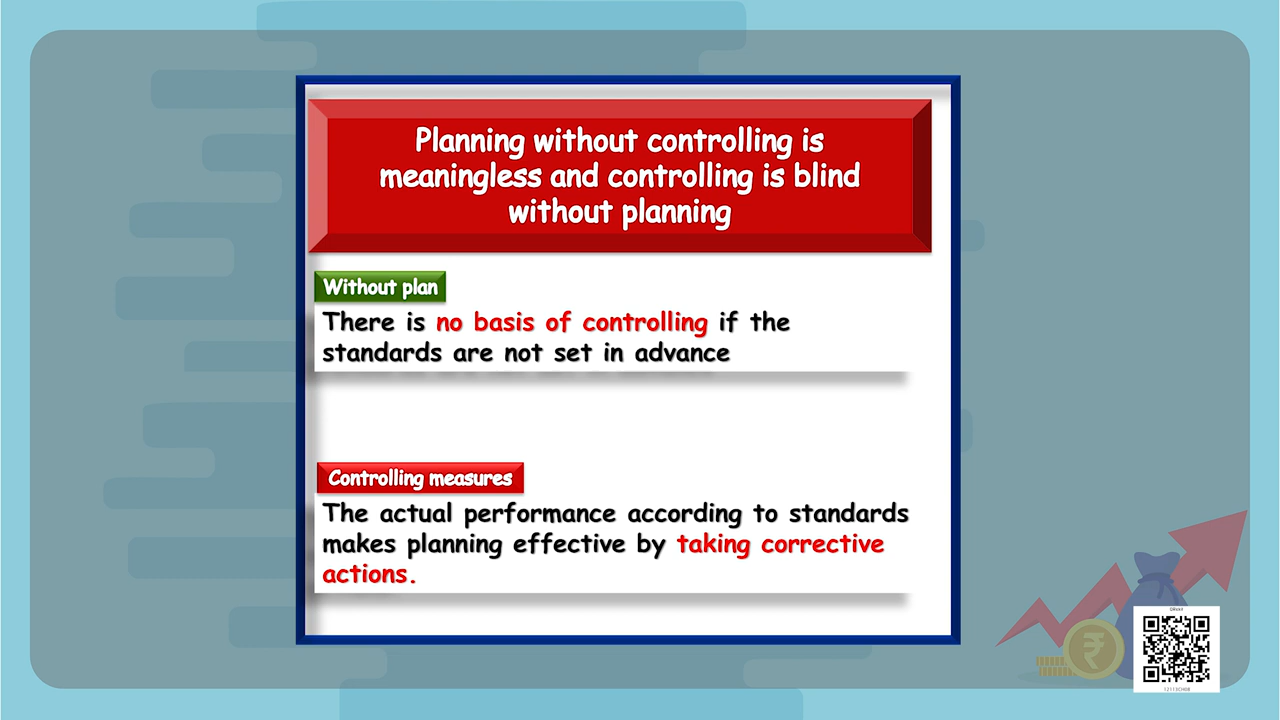 Planning without controlling is
meaningless and controlling is blind
without planning
Without plan
There is no basis of controlling if the
standards are not set in advance
Controlling measures
The actual performance according to standards
makes planning effective by taking corrective
actions.
₹
12113CH08